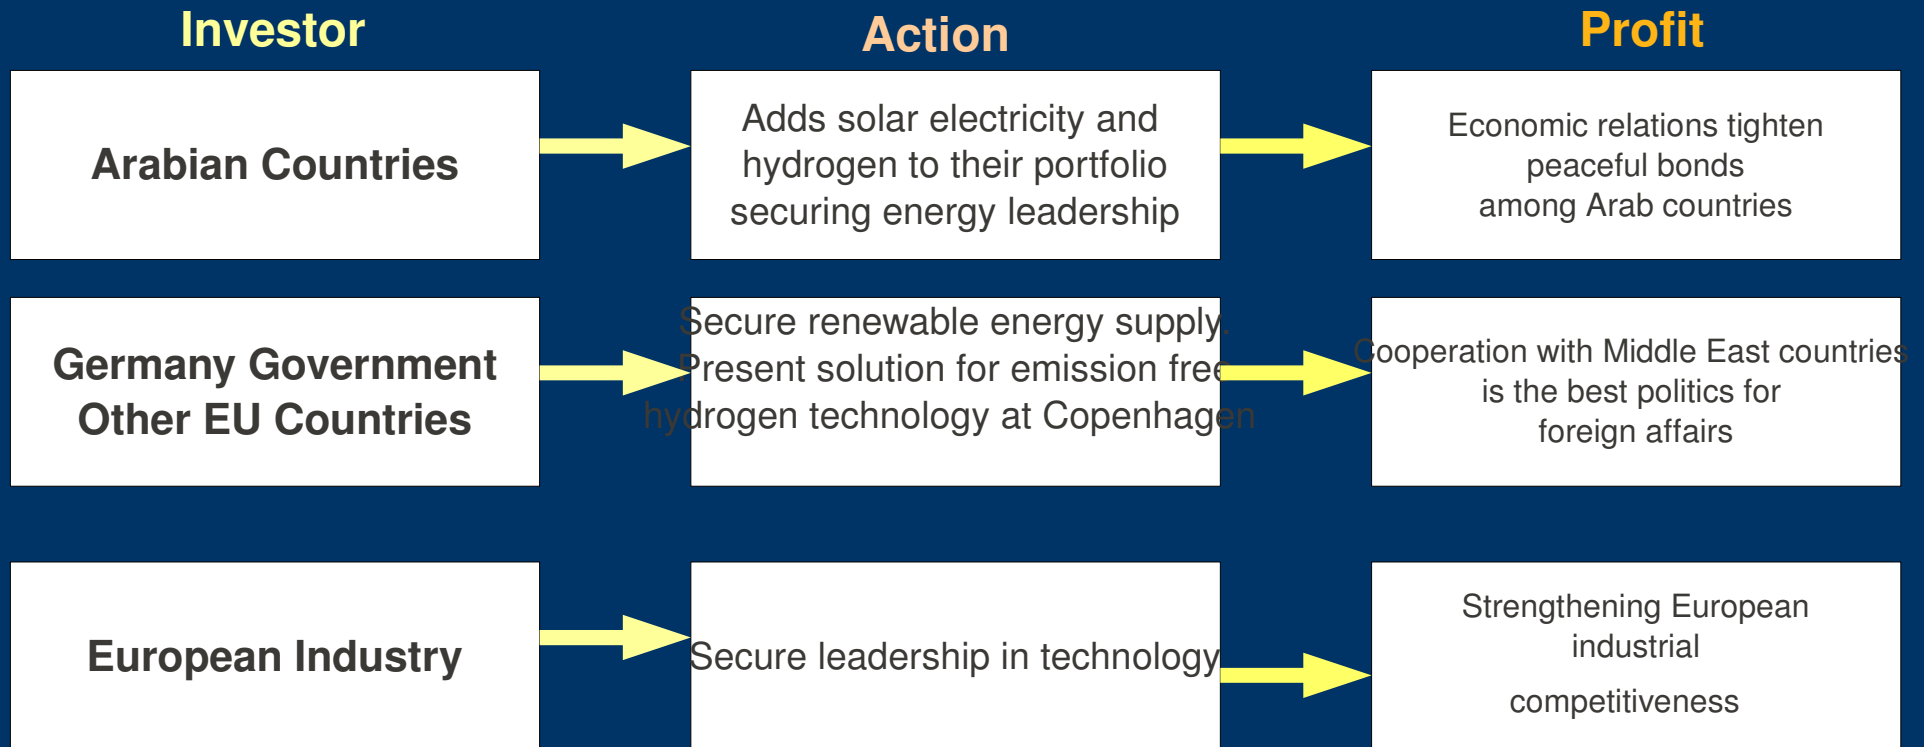 Investor
Action
Profit
Arabian Countries
Adds solar electricity and
hydrogen to their portfolio
securing energy leadership
Economic relations tighten
peaceful bonds
among Arab countries
Germany Government
Other EU Countries
Secure renewable energy supply.
Present solution for emission free
hydrogen technology at Copenhagen
Cooperation with Middle East countries
is the best politics for
foreign affairs
European Industry
Secure leadership in technology
Strengthening European
industrial
competitiveness